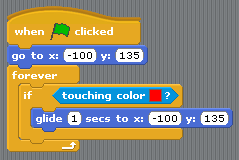 when clicked
go to x: -100 y: 135
forever
if touching color ?
glide 1 secs to x: -100 y: 135